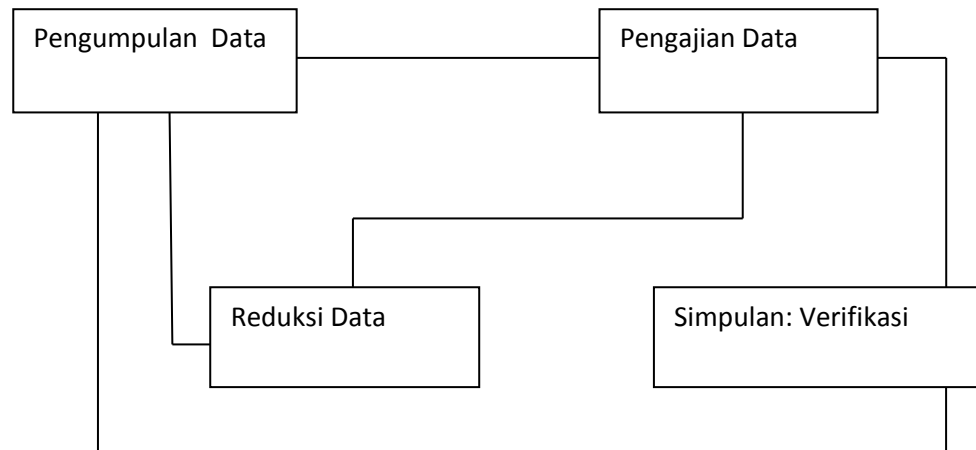 Pengumpulan Data
Pengajian Data
Reduksi Data
Simpulan: Verifikasi